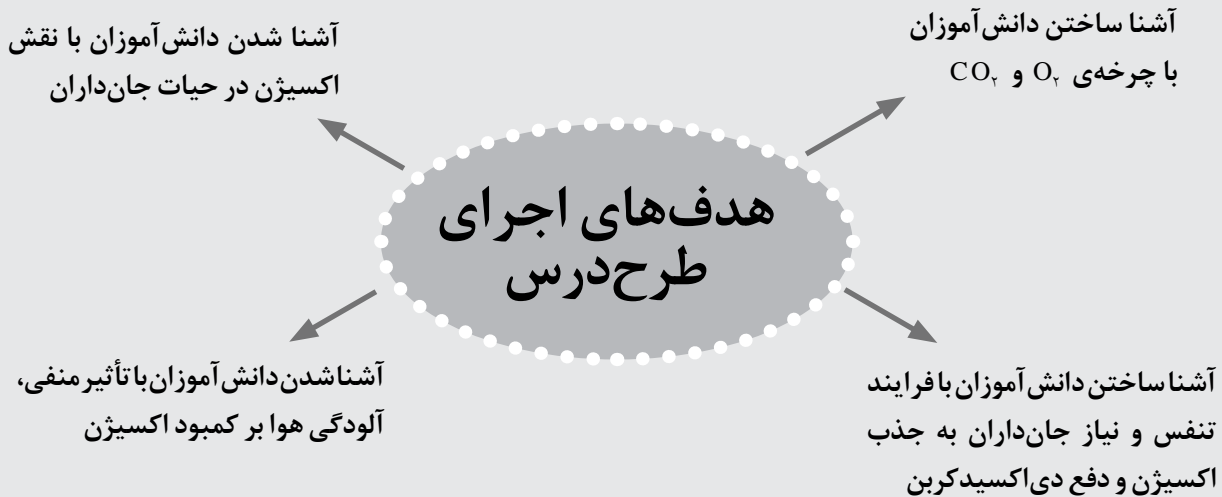 آشنا ساختن دانش‌آموزان
با چرخه‌ی O₂ و CO₂
آشنا شدن دانش‌آموزان با نقش
اکسیژن در حیات جان‌داران
هدف‌های اجرای
طرح‌درس
آشنا ساختن دانش‌آموزان با فرایند
تنفس و نیاز جان‌داران به جذب
اکسیژن و دفع دی‌اکسیدکربن
آشنا شدن دانش‌آموزان با تأثیر منفی،
آلودگی هوا بر کمبود اکسیژن